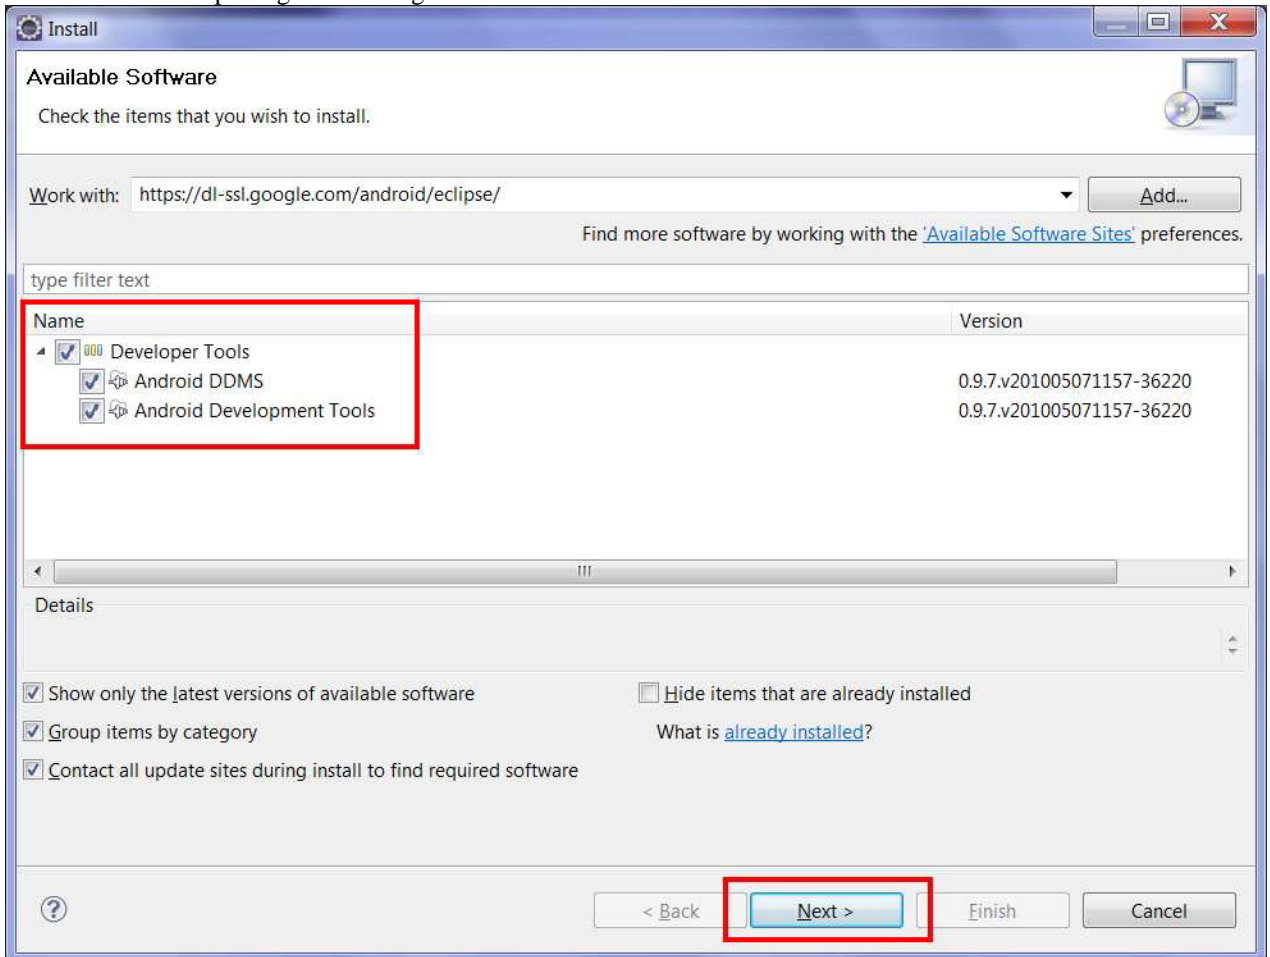 Install
Available Software
Check the items that you wish to install.
Work with: https://dl-ssl.google.com/android/eclipse/ Add...
Find more software by working with the 'Available Software Sites' preferences.
type filter text
Name Version
Developer Tools
Android DDMS 0.9.7.v201005071157-36220
Android Development Tools 0.9.7.v201005071157-36220
Details
Show only the latest versions of available software Hide items that are already installed
Group items by category What is already installed?
Contact all update sites during install to find required software
? < Back Next > Finish Cancel